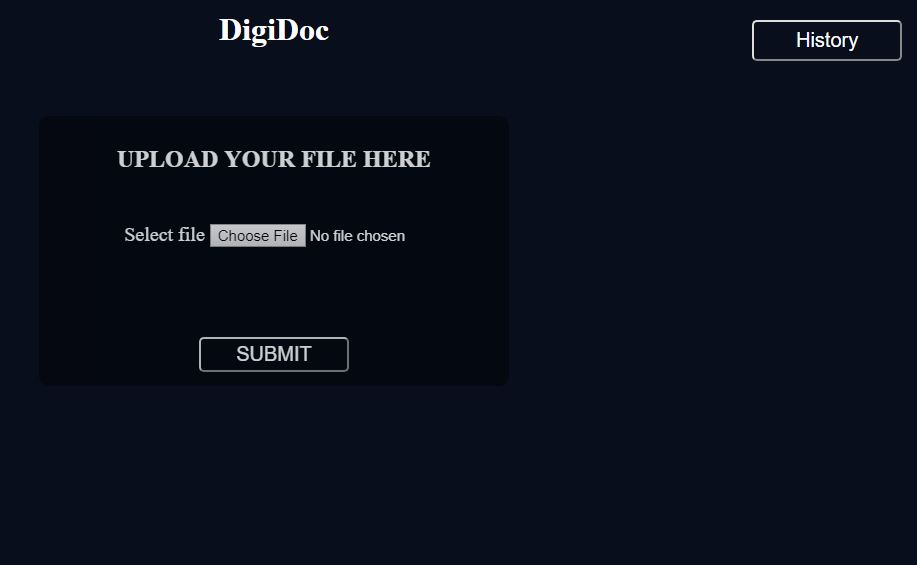 DigiDoc
History
UPLOAD YOUR FILE HERE
Select file Choose File No file chosen
SUBMIT